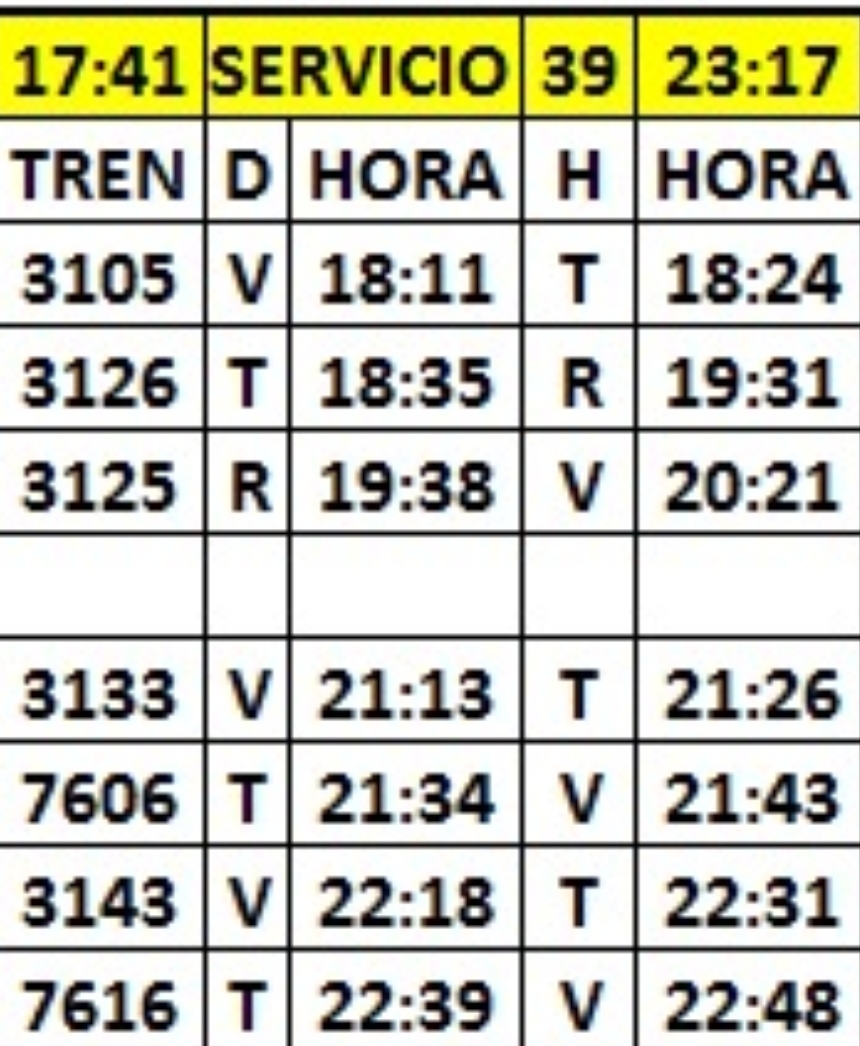 17:41 SERVICIO 39 23:17
TREN D HORA H HORA
3105 V 18:11 T 18:24
3126 T 18:35 R 19:31
3125 R 19:38 V 20:21
3133 V 21:13 T 21:26
7606 T 21:34 V 21:43
3143 V 22:18 T 22:31
7616 T 22:39 V 22:48